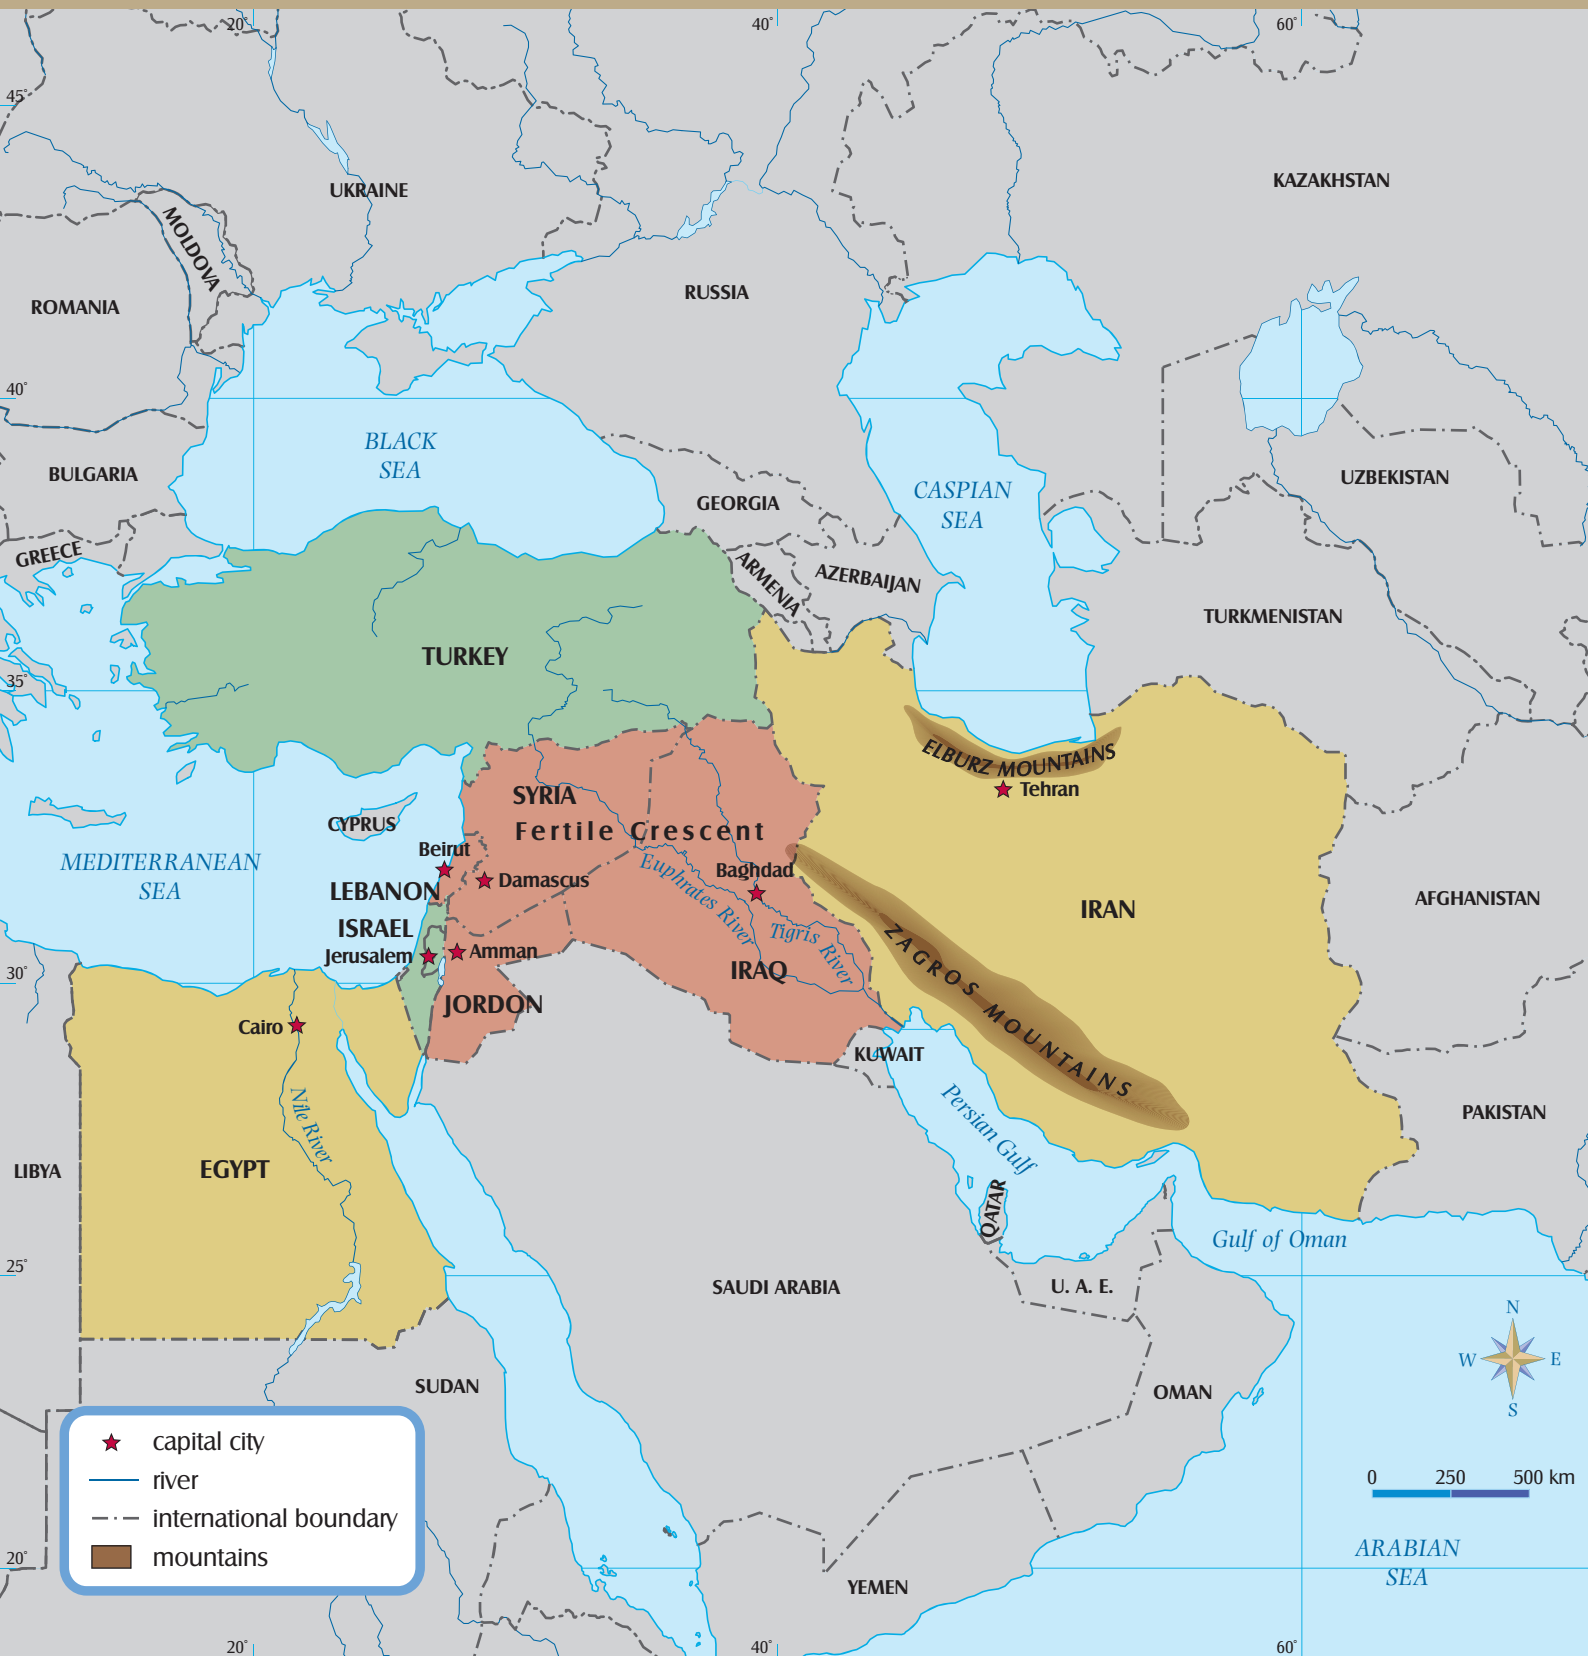 20°
40°
60°
45°
UKRAINE
KAZAKHSTAN
MOLDOVA
ROMANIA
RUSSIA
40°
BLACK
SEA
BULGARIA
CASPIAN
SEA
UZBEKISTAN
GEORGIA
GREECE
ARMENIA
AZERBAIJAN
TURKMENISTAN
TURKEY
35°
ELBURZ MOUNTAINS
Tehran
SYRIA
CYPRUS
Fertile Crescent
Beirut
MEDITERRANEAN
SEA
Euphrates River
Baghdad
Damascus
LEBANON
AFGHANISTAN
IRAN
ISRAEL
Jerusalem
Amman
Tigris River
ZAGROS MOUNTAINS
IRAQ
30°
JORDON
Cairo
KUWAIT
Nile River
Persian Gulf
PAKISTAN
LIBYA
EGYPT
QATAR
Gulf of Oman
25°
SAUDI ARABIA
U. A. E.
N
W
E
S
SUDAN
OMAN
capital city
river
international boundary
mountains
0 250 500 km
ARABIAN
SEA
20°
YEMEN
20°
40°
60°